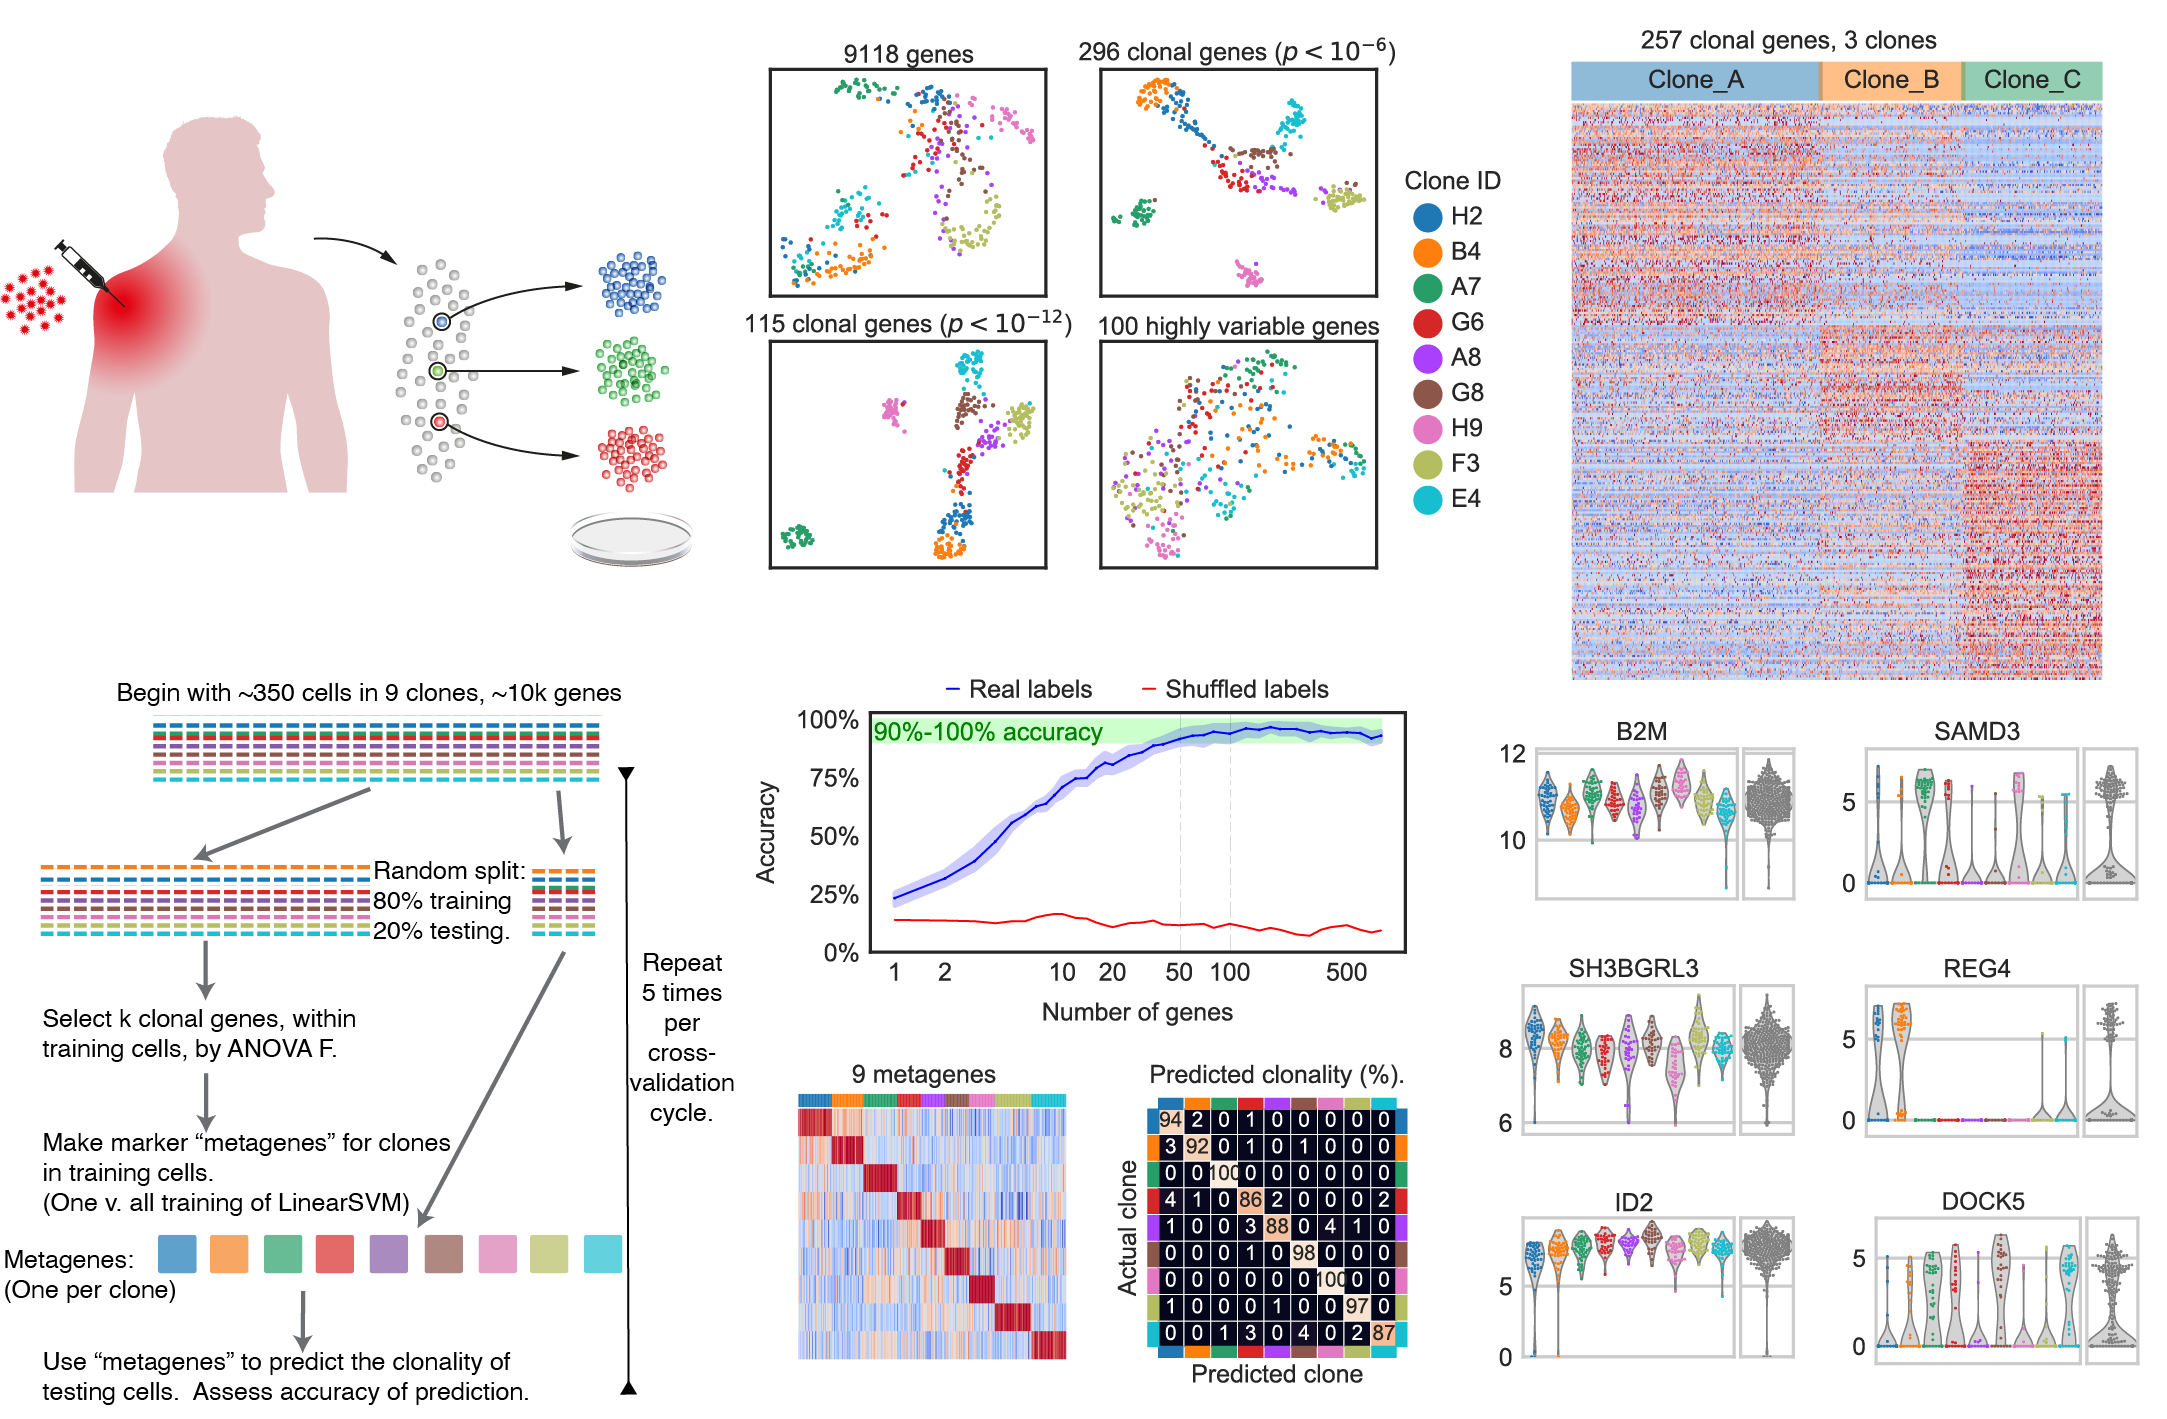 9118 genes
296 clonal genes (p < 10⁻⁶)
115 clonal genes (p < 10⁻¹²)
100 highly variable genes
Clone ID
H2
B4
A7
G6
A8
G8
H9
F3
E4
257 clonal genes, 3 clones
Clone_A Clone_B Clone_C
Begin with ~350 cells in 9 clones, ~10k genes
Random split:
80% training
20% testing.
Select k clonal genes, within
training cells, by ANOVA F.
Make marker “metagenes” for clones
in training cells.
(One v. all training of LinearSVM)
Metagenes:
(One per clone)
Use “metagenes” to predict the clonality of
testing cells.  Assess accuracy of prediction.
Repeat
5 times
per
cross-
validation
cycle.
Real labels Shuffled labels
90%-100% accuracy
100%
75%
50%
25%
0%
Accuracy
1 2 10 20 50 100 500
Number of genes
9 metagenes
Predicted clonality (%).
94 2 0 1 0 0 0 0 0
3 92 0 1 0 1 0 0 0
0 0 100 0 0 0 0 0 0
4 1 0 86 2 0 0 0 2
1 0 0 3 88 0 4 1 0
0 0 0 1 0 98 0 0 0
0 0 0 0 0 0 100 0 0
1 0 0 0 1 0 0 97 0
0 0 1 3 0 4 0 2 87
Actual clone
Predicted clone
B2M
12
10
SAMD3
5
0
SH3BGRL3
8
6
REG4
5
0
ID2
5
0
DOCK5
5
0